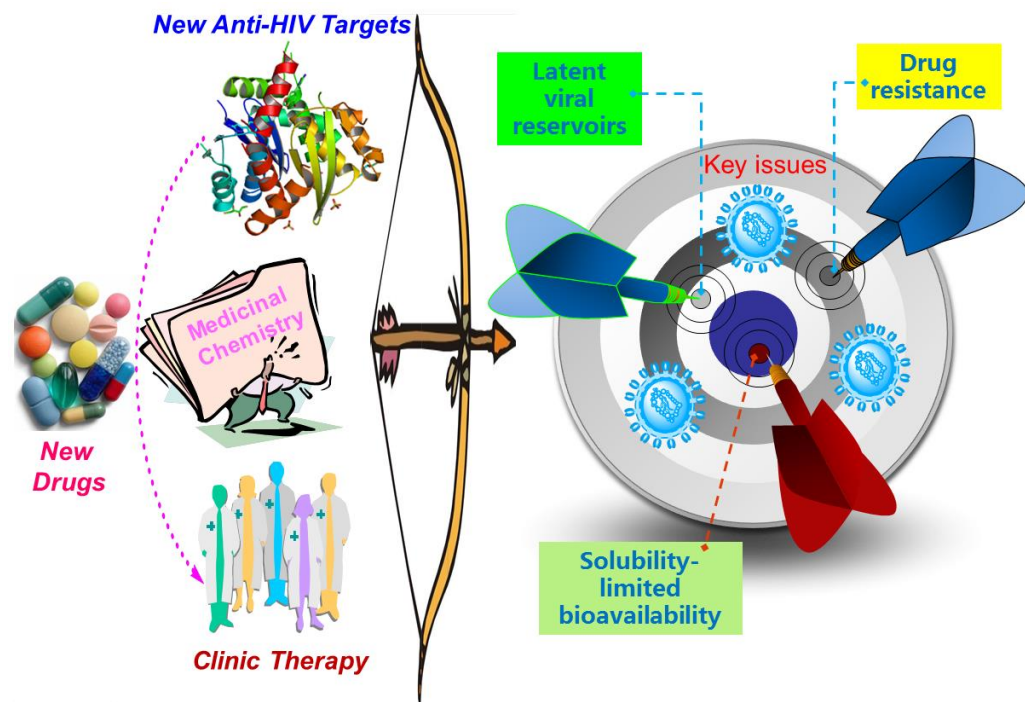 New Anti-HIV Targets
Medicinal
Chemistry
New
Drugs
Clinic Therapy
Latent
viral
reservoirs
Drug
resistance
Key issues
Solubility-
limited
bioavailability